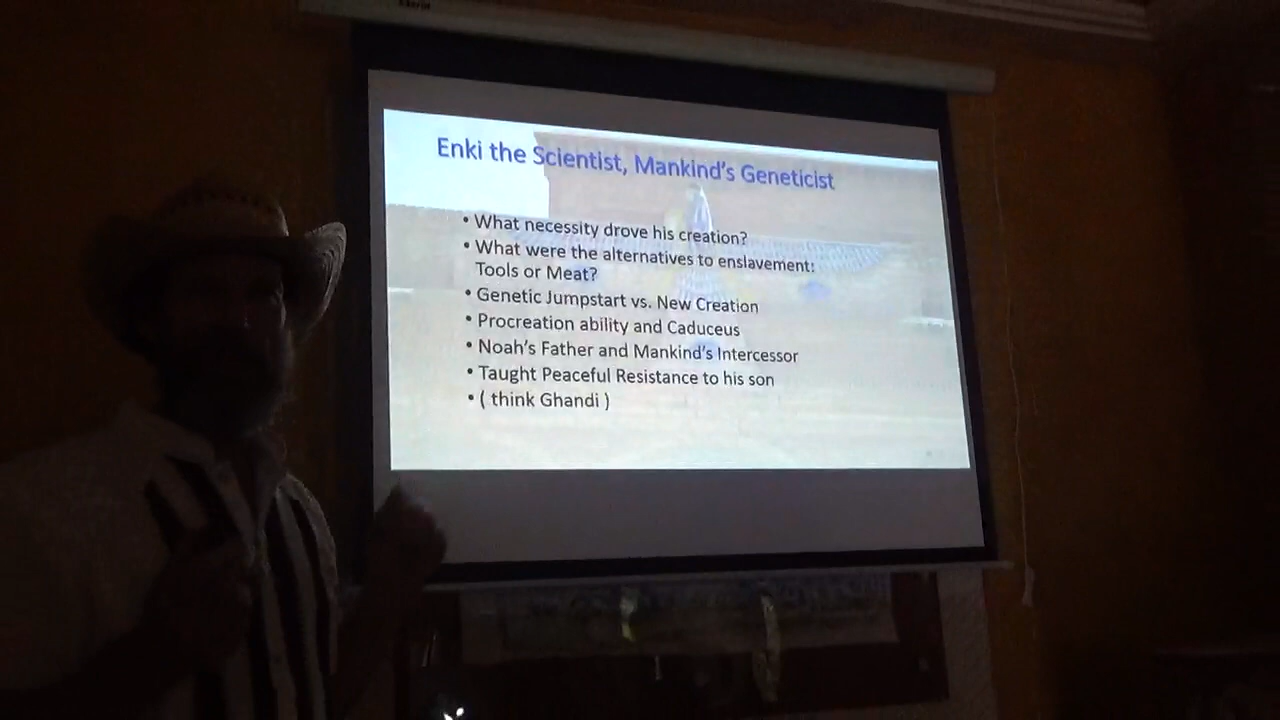 Enki the Scientist, Mankind's Geneticist
• What necessity drove his creation?
• What were the alternatives to enslavement:
Tools or Meat?
• Genetic Jumpstart vs. New Creation
• Procreation ability and Caduceus
• Noah's Father and Mankind's Intercessor
• Taught Peaceful Resistance to his son
• ( think Ghandi )